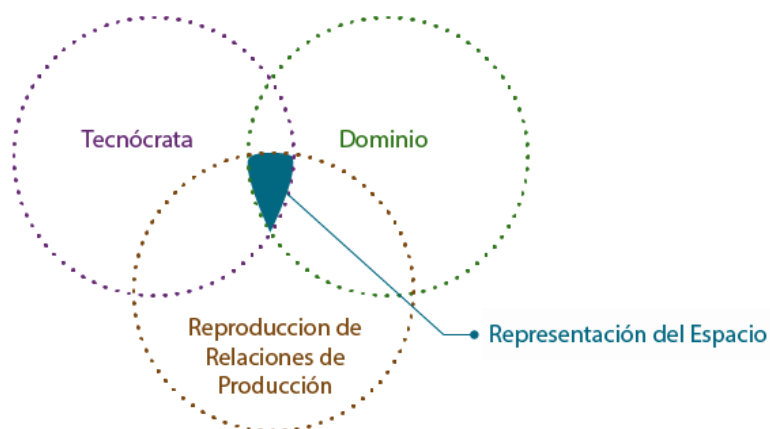 Tecnócrata
Dominio
Reproduccion de
Relaciones de
Producción
Representación del Espacio